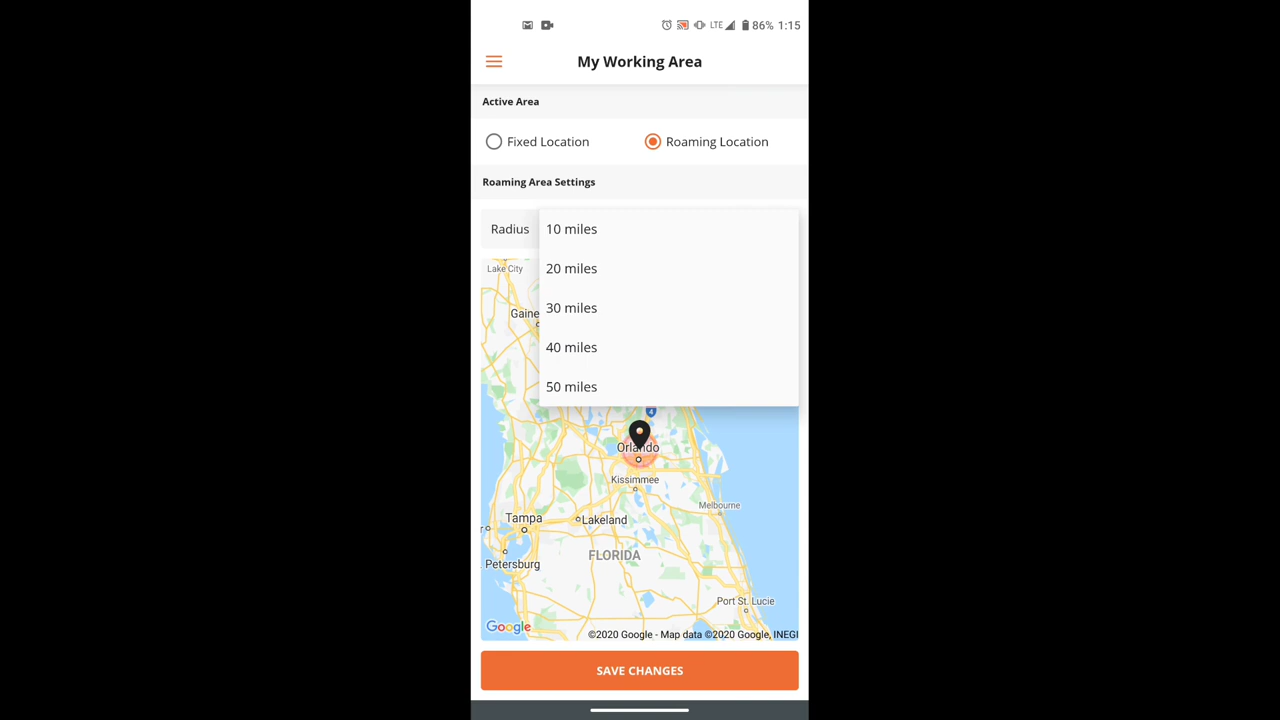 LTE 86% 1:15
My Working Area
Active Area
Fixed Location Roaming Location
Roaming Area Settings
Radius 10 miles
20 miles
30 miles
40 miles
50 miles
Lake City
Gaine
4
Orlando
Kissimmee
Melbourne
Tampa
Lakeland
FLORIDA
Petersburg
Port St. Lucie
Google ©2020 Google - Map data ©2020 Google, INEGI
SAVE CHANGES